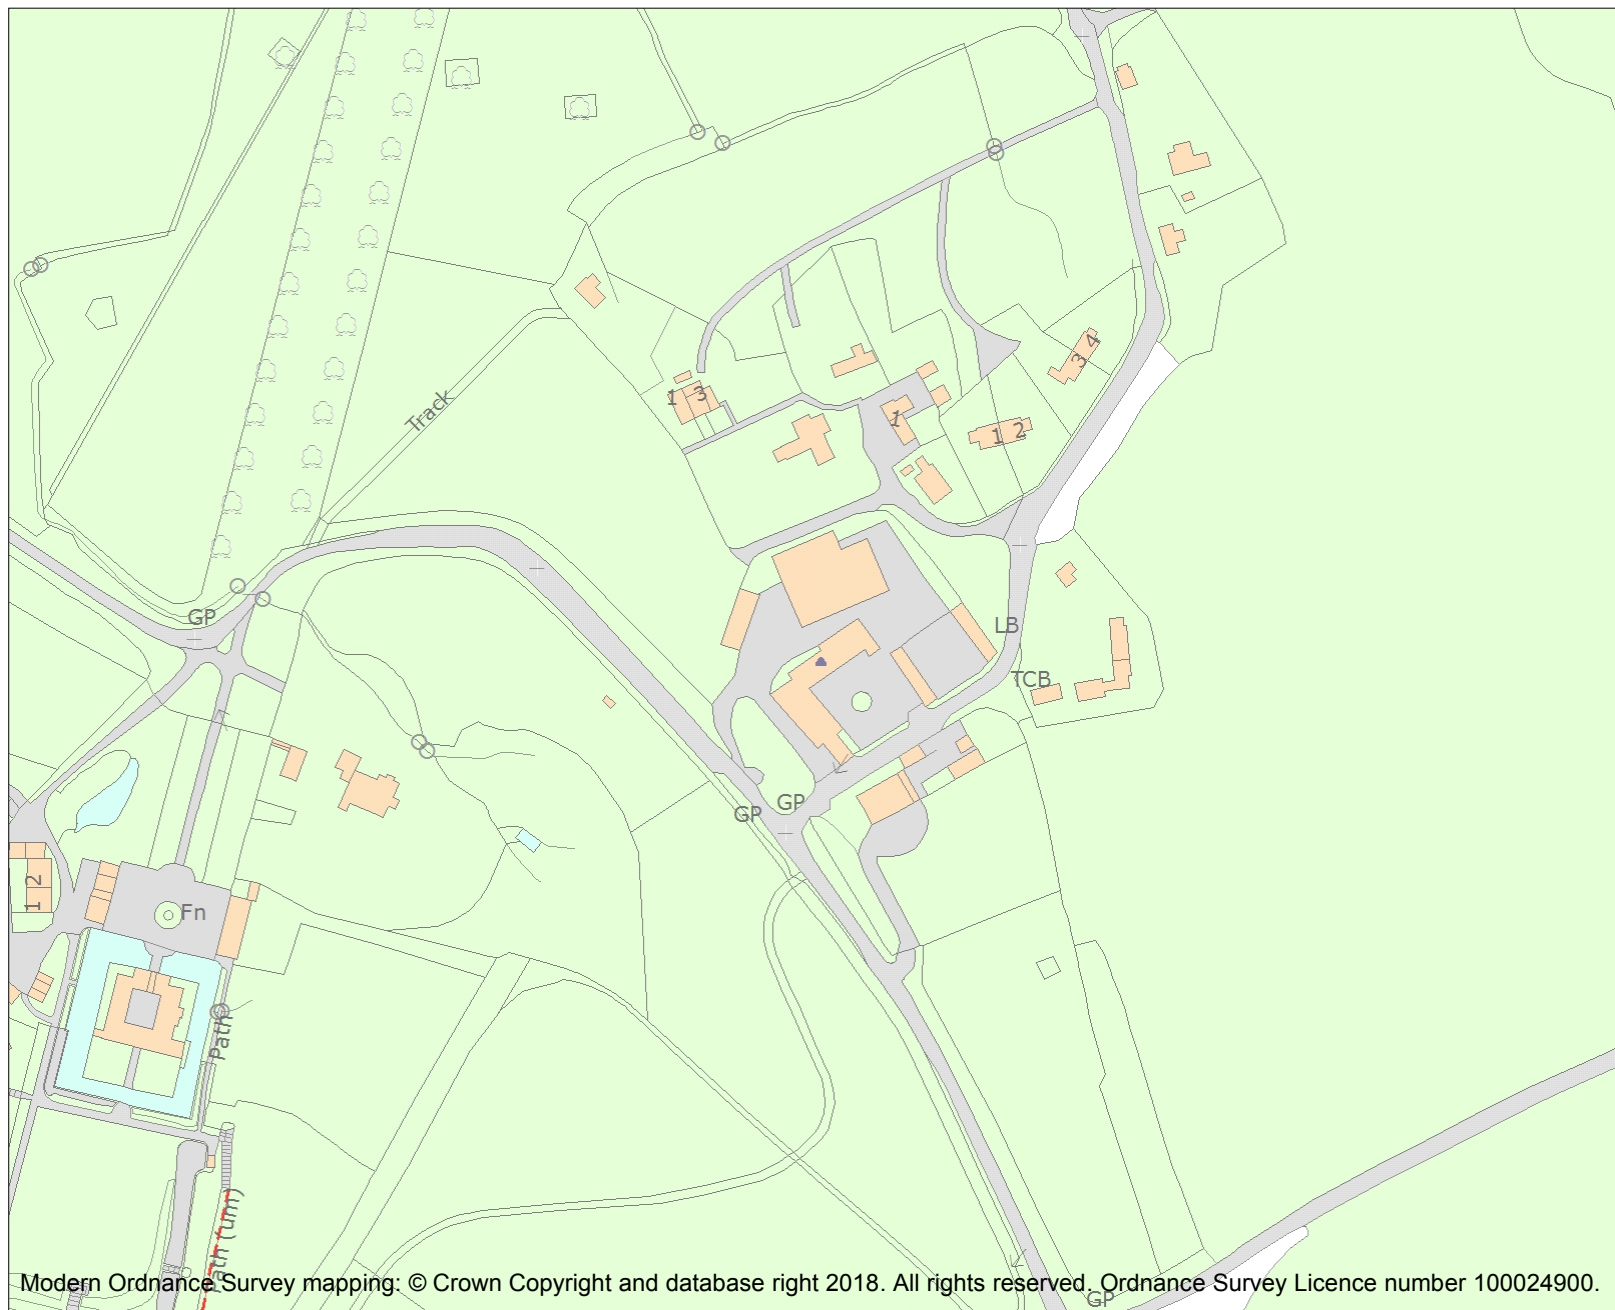 Track
1 3
3 4
1
1 2
GP
LB
TCB
GP
GP
1 2
Fn
Path
Path (um)
Modern Ordnance Survey mapping: © Crown Copyright and database right 2018. All rights reserved. Ordnance Survey Licence number 100024900.
GP